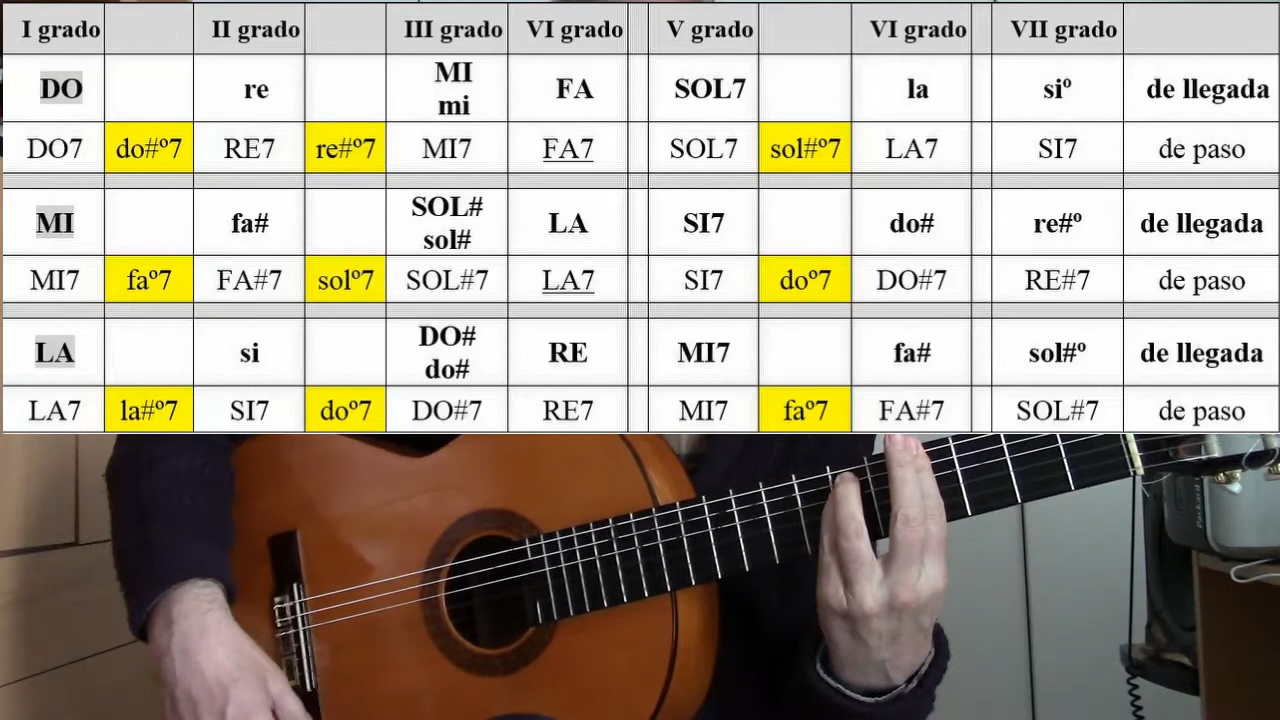 I grado II grado III grado VI grado V grado VI grado VII grado
DO re MI mi FA SOL7 la siº de llegada
DO7 do#º7 RE7 re#º7 MI7 FA7 SOL7 sol#º7 LA7 SI7 de paso
MI fa# SOL# sol# LA SI7 do# re#º de llegada
MI7 faº7 FA#7 solº7 SOL#7 LA7 SI7 doº7 DO#7 RE#7 de paso
LA si DO# do# RE MI7 fa# sol#º de llegada
LA7 la#º7 SI7 doº7 DO#7 RE7 MI7 faº7 FA#7 SOL#7 de paso